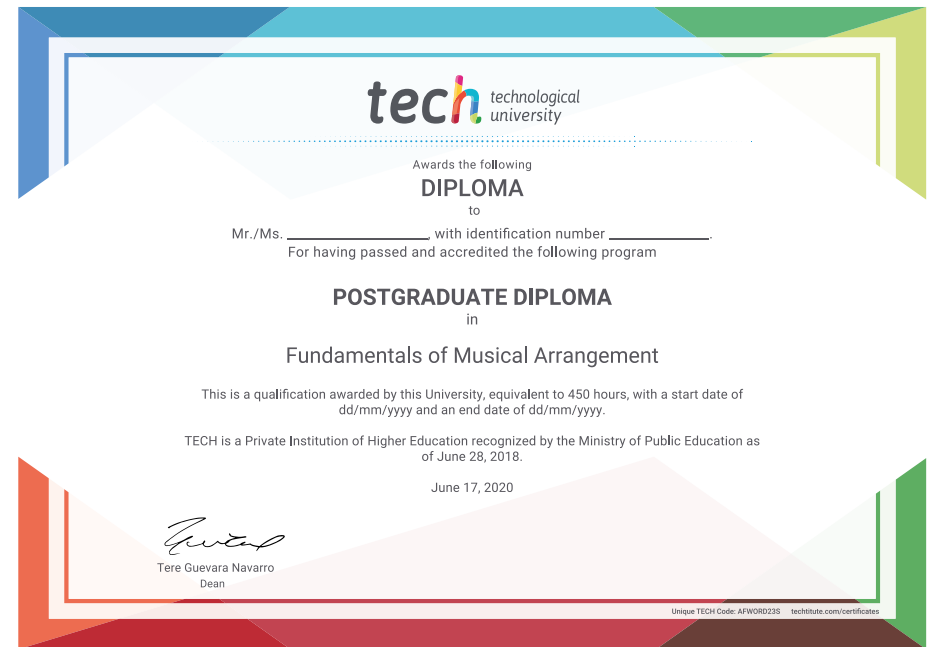 tech technological
university
Awards the following
DIPLOMA
to
Mr./Ms. ____________________, with identification number ______________.
For having passed and accredited the following program
POSTGRADUATE DIPLOMA
in
Fundamentals of Musical Arrangement
This is a qualification awarded by this University, equivalent to 450 hours, with a start date of
dd/mm/yyyy and an end date of dd/mm/yyyy.
TECH is a Private Institution of Higher Education recognized by the Ministry of Public Education as
of June 28, 2018.
June 17, 2020
Tere Guevara Navarro
Dean
Unique TECH Code: AFWORD23S techtitute.com/certificates